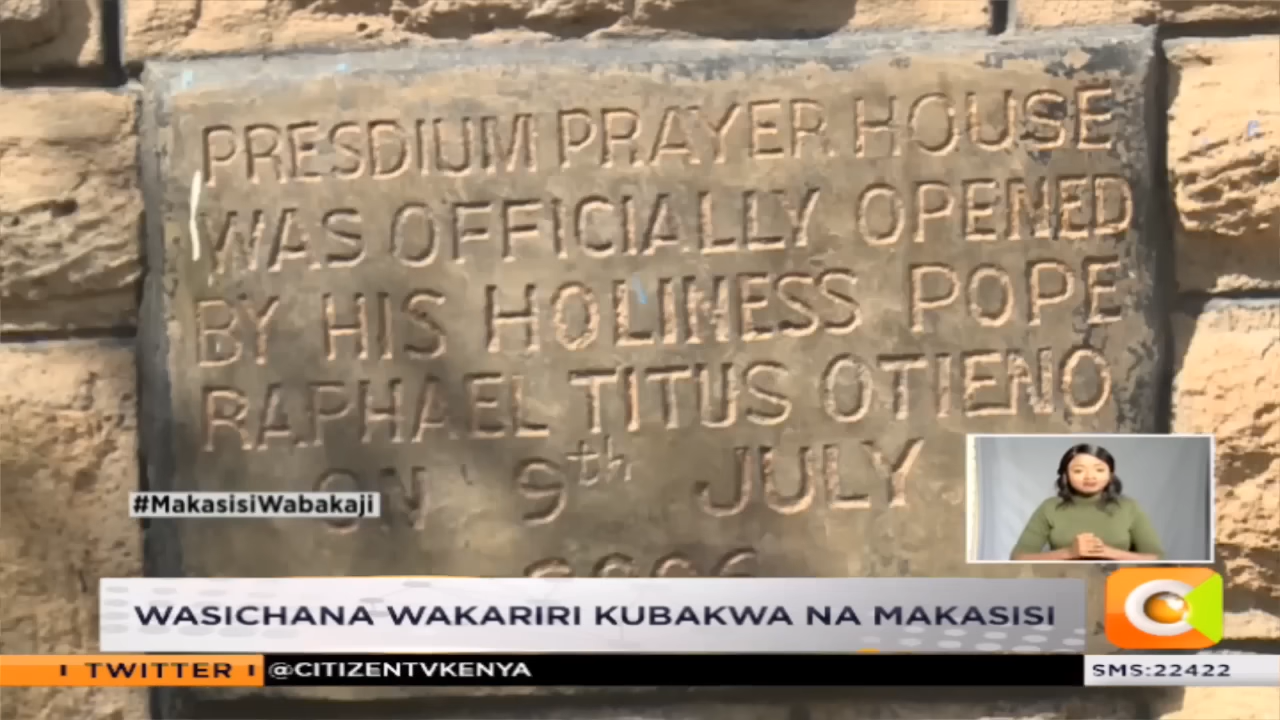 PRESDIUM PRAYER HOUSE
WAS OFFICIALLY OPENED
BY HIS HOLINESS POPE
RAPHAEL TITUS OTIENO
ON 9th JULY
#MakasisiWabakaji
WASICHANA WAKARIRI KUBAKWA NA MAKASISI
TWITTER
@CITIZENTVKENYA
SMS:22422